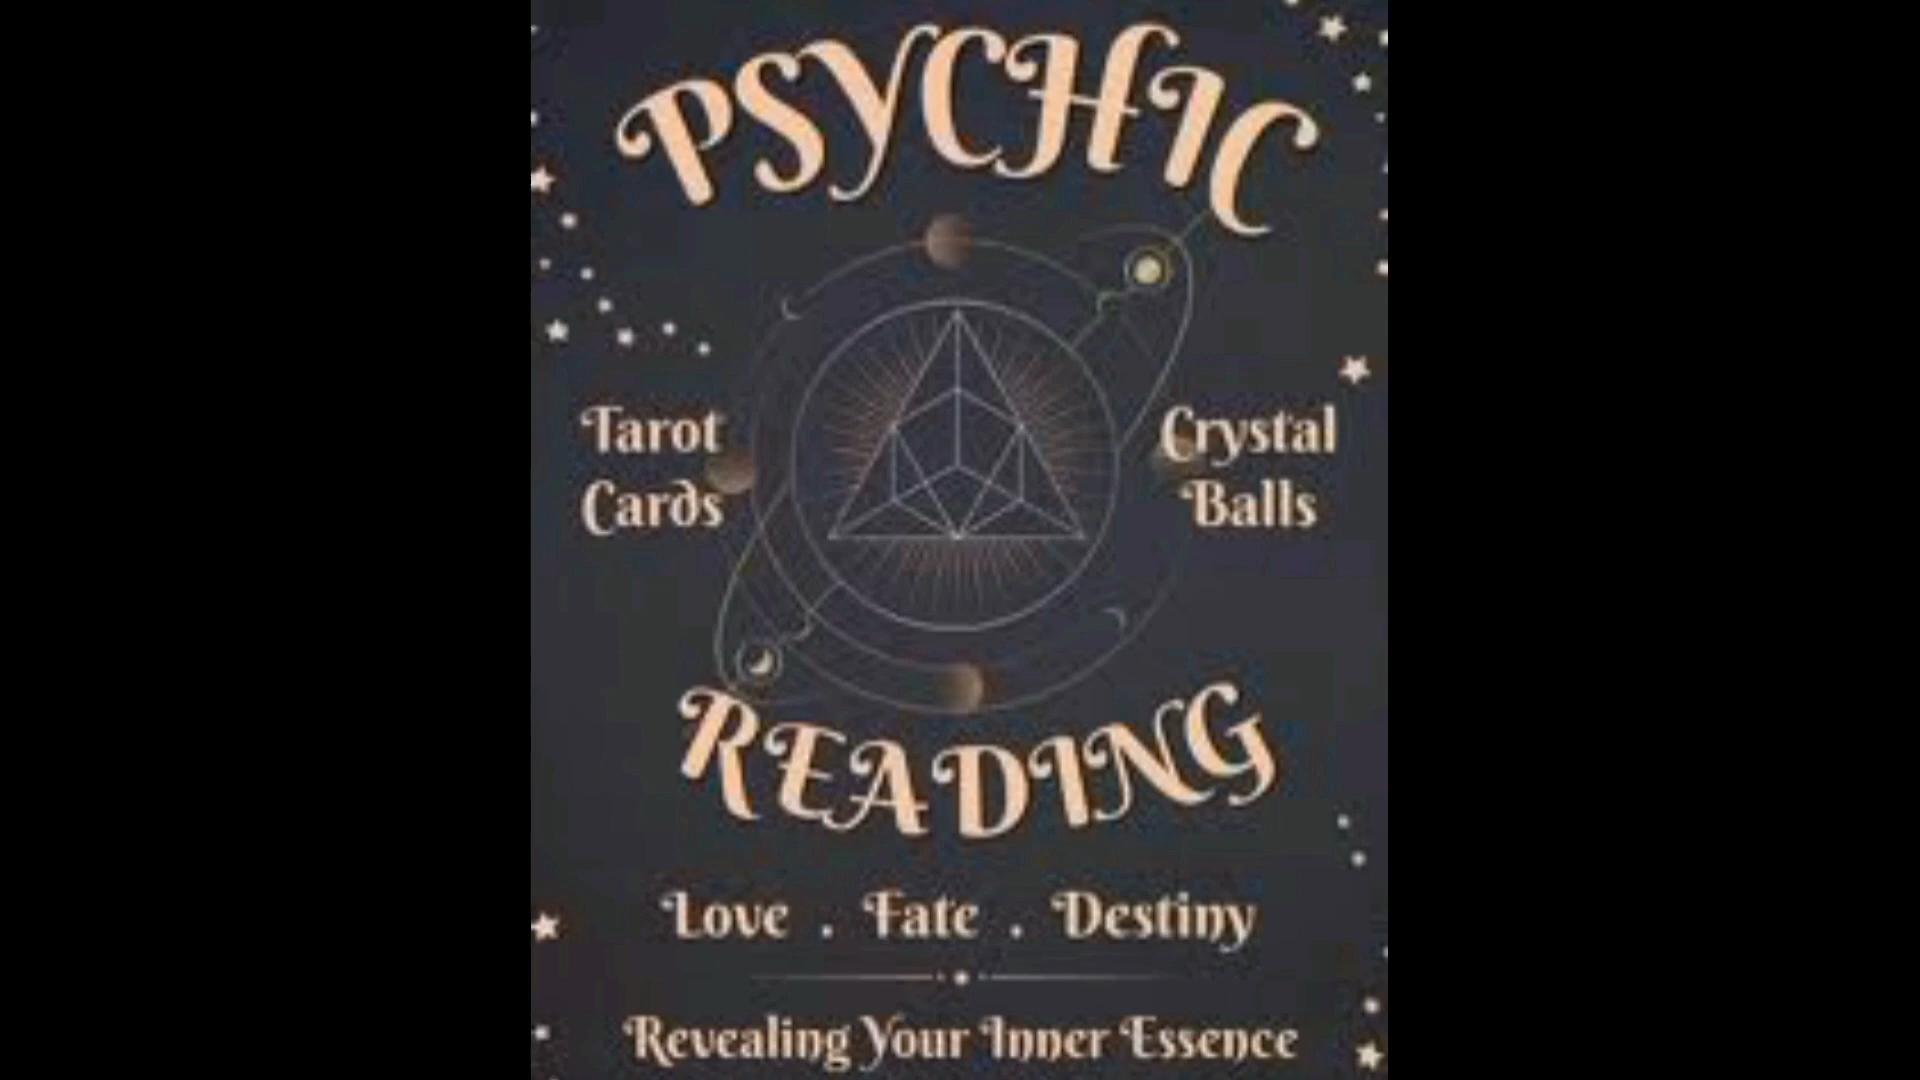 PSYCHIC
Tarot
Cards
Crystal
Balls
READING
Love . Fate . Destiny
Revealing Your Inner Essence